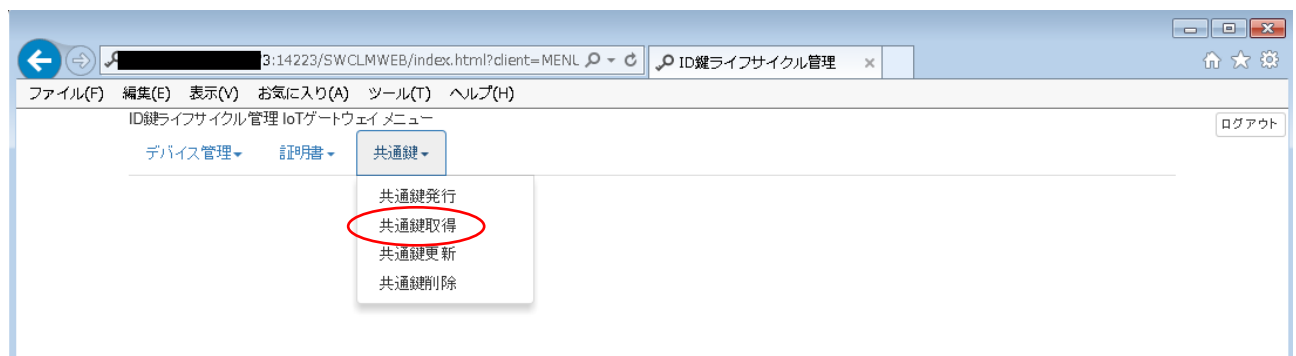 3:14223/SWCLMWEB/index.html?client=MENU
ID鍵ライフサイクル管理
ファイル(F) 編集(E) 表示(V) お気に入り(A) ツール(T) ヘルプ(H)
ID鍵ライフサイクル管理 IoTゲートウェイ メニュー
ログアウト
デバイス管理 証明書 共通鍵
共通鍵発行
共通鍵取得
共通鍵更新
共通鍵削除